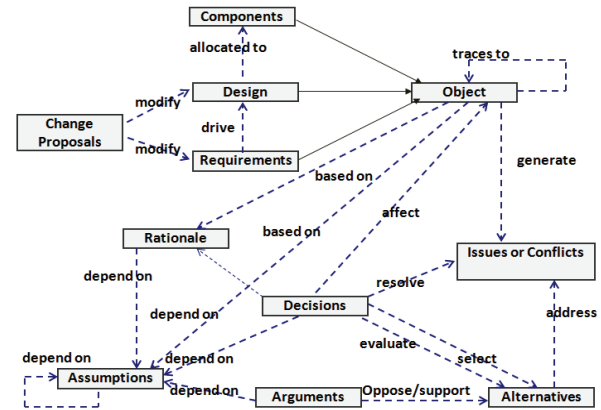 Components
allocated to
traces to
Design
Object
modify
Change
Proposals
drive
modify
Requirements
generate
based on
affect
Rationale
based on
Issues or Conflicts
depend on
resolve
Decisions
depend on
address
evaluate
depend on
depend on
select
Assumptions
depend on
Arguments
Oppose/support
Alternatives